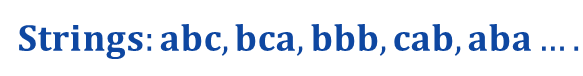 Strings: abc, bca, bbb, cab, aba ... .